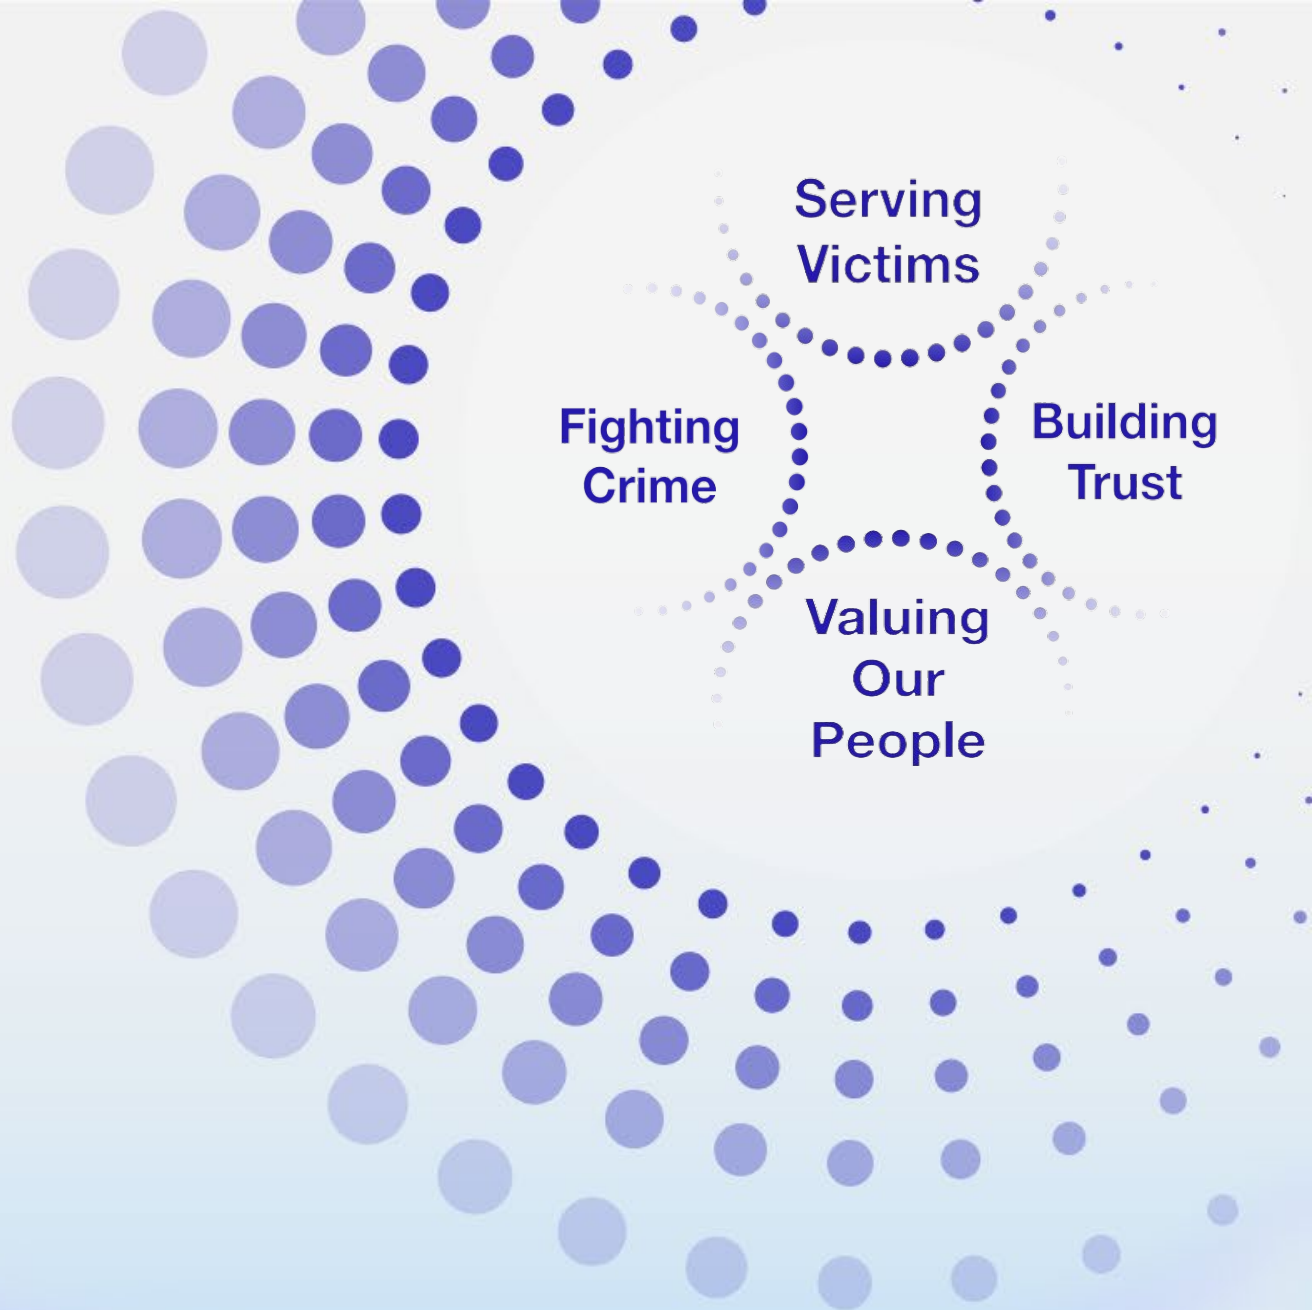 Serving
Victims
Fighting
Crime
Building
Trust
Valuing
Our
People